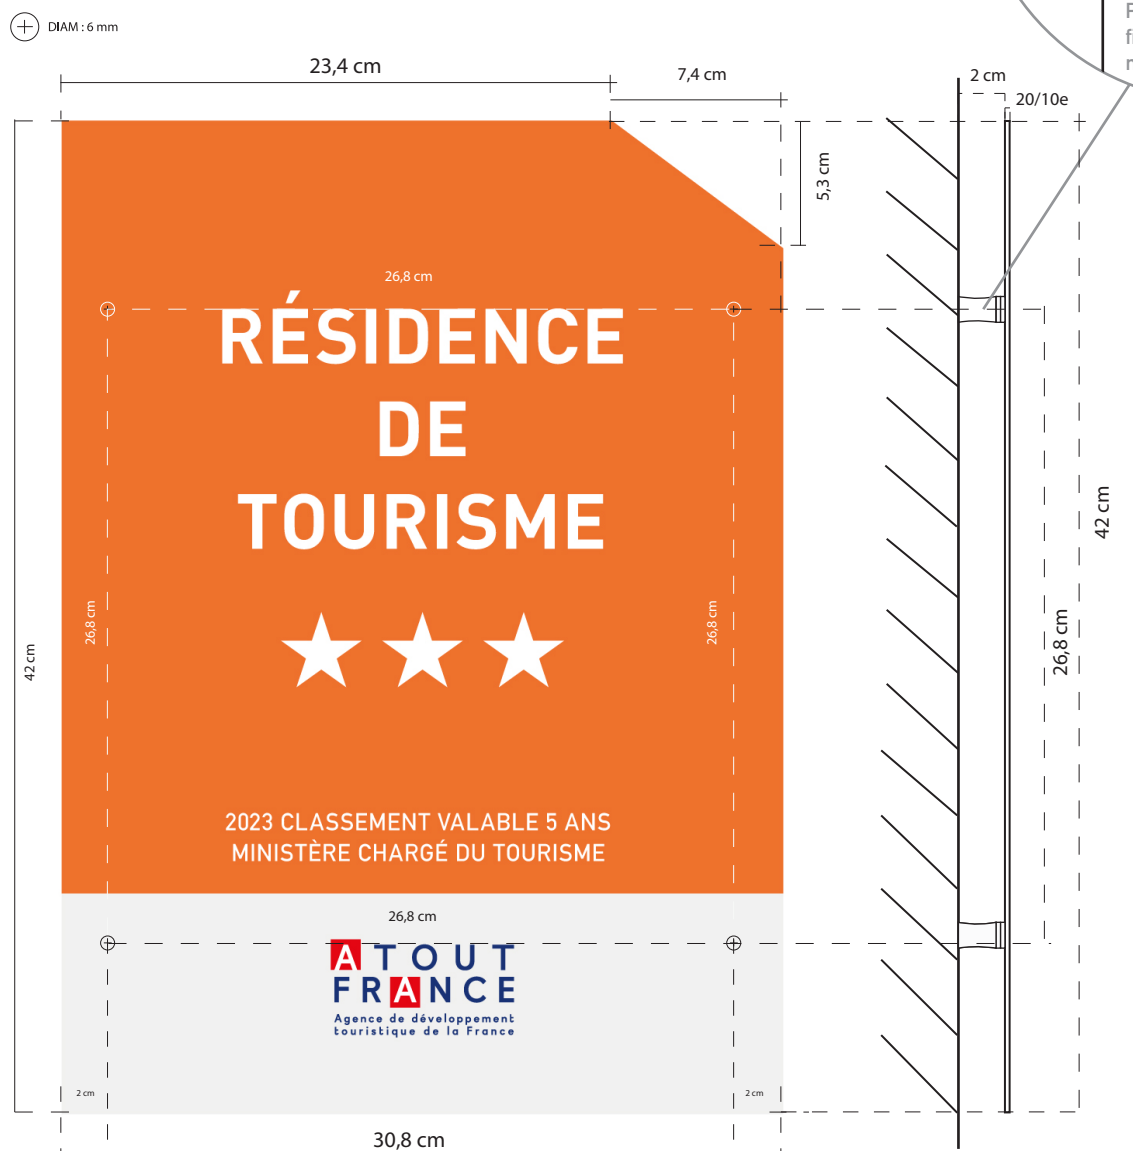 DIAM : 6 mm
23,4 cm
7,4 cm
2 cm
20/10e
5,3 cm
26,8 cm
RÉSIDENCE
DE
TOURISME
26,8 cm
26,8 cm
42 cm
42 cm
26,8 cm
2023 CLASSEMENT VALABLE 5 ANS
MINISTÈRE CHARGÉ DU TOURISME
26,8 cm
ATOUT
FRANCE
Agence de développement
touristique de la France
2 cm
2 cm
30,8 cm